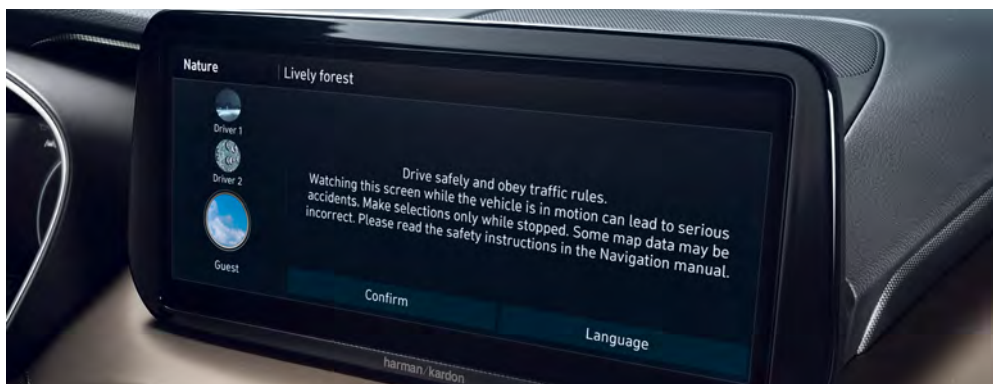 Nature
Lively forest
Driver 1
Driver 2
Guest
Drive safely and obey traffic rules.
Watching this screen while the vehicle is in motion can lead to serious
accidents. Make selections only while stopped. Some map data may be
incorrect. Please read the safety instructions in the Navigation manual.
Confirm
Language
harman/kardon